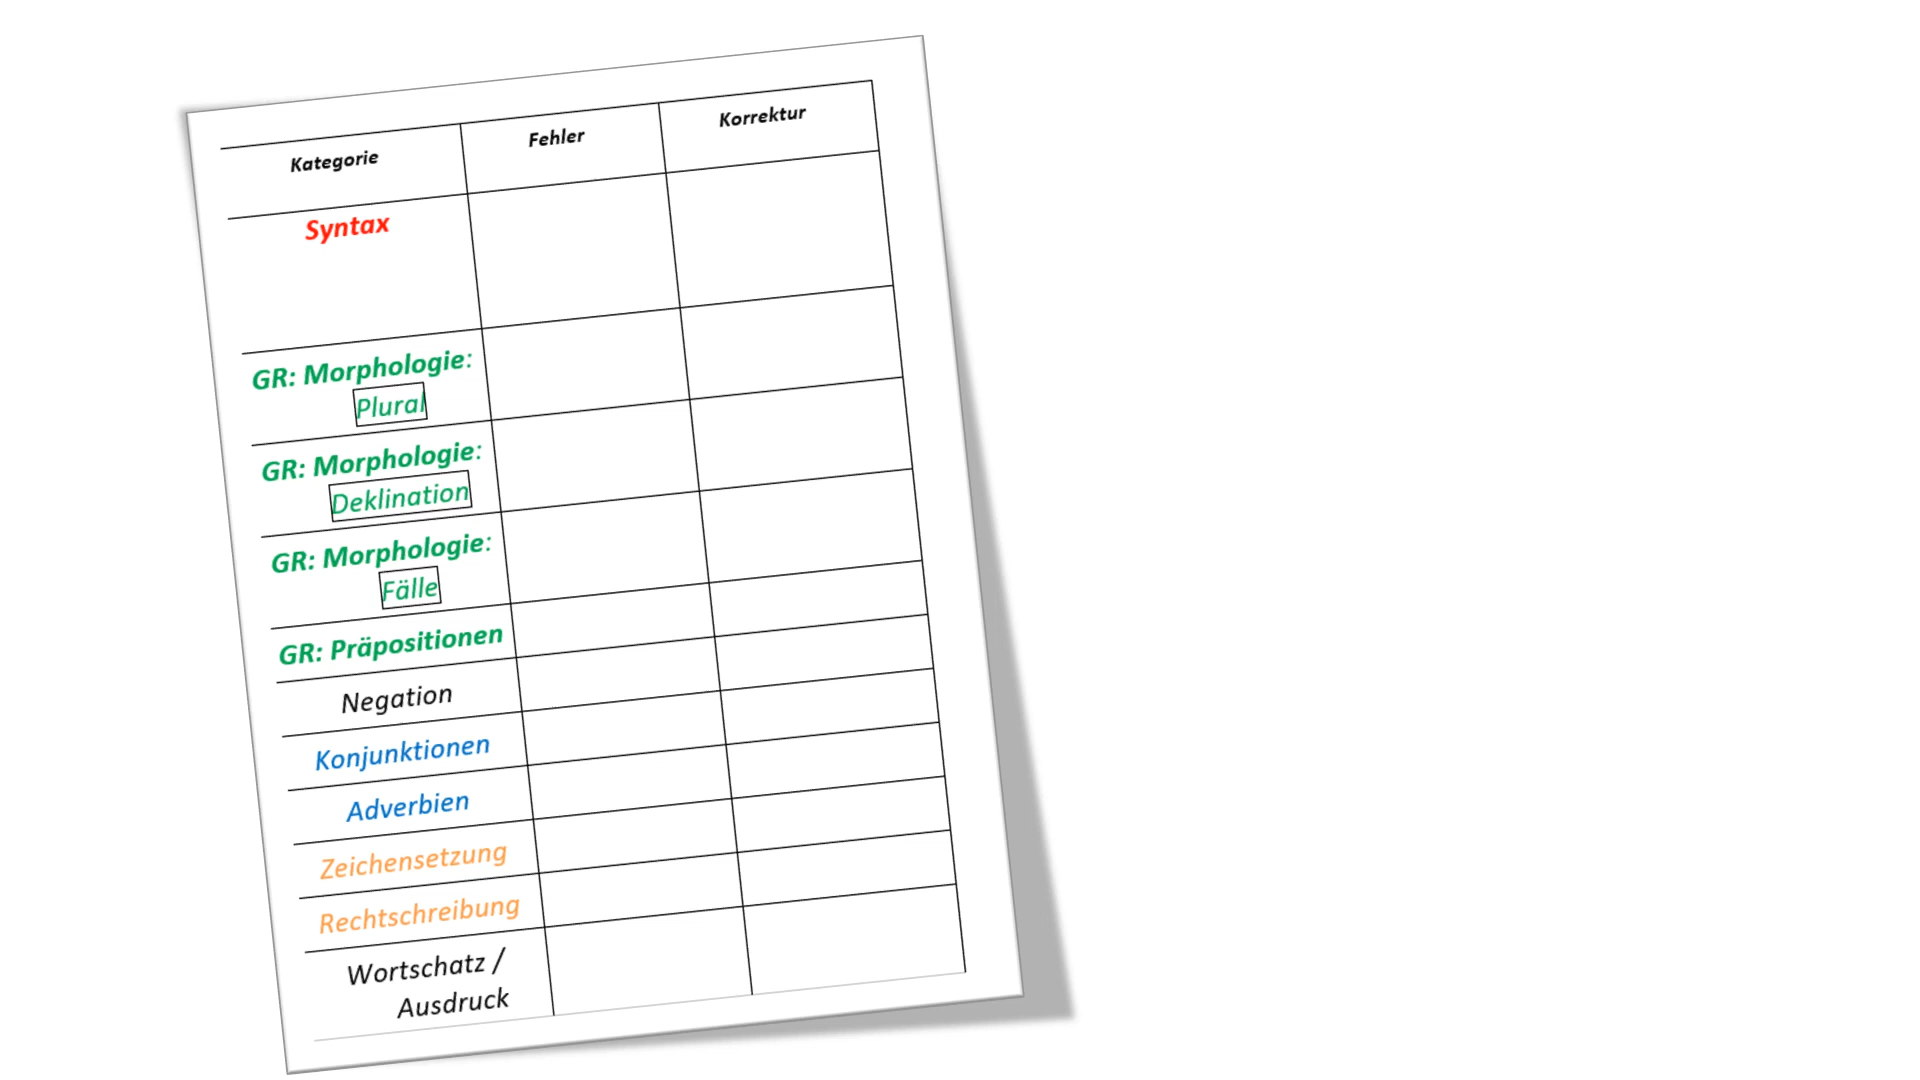 Kategorie Fehler Korrektur
Syntax
GR: Morphologie:
Plural
GR: Morphologie:
Deklination
GR: Morphologie:
Fälle
GR: Präpositionen
Negation
Konjunktionen
Adverbien
Zeichensetzung
Rechtschreibung
Wortschatz /
Ausdruck